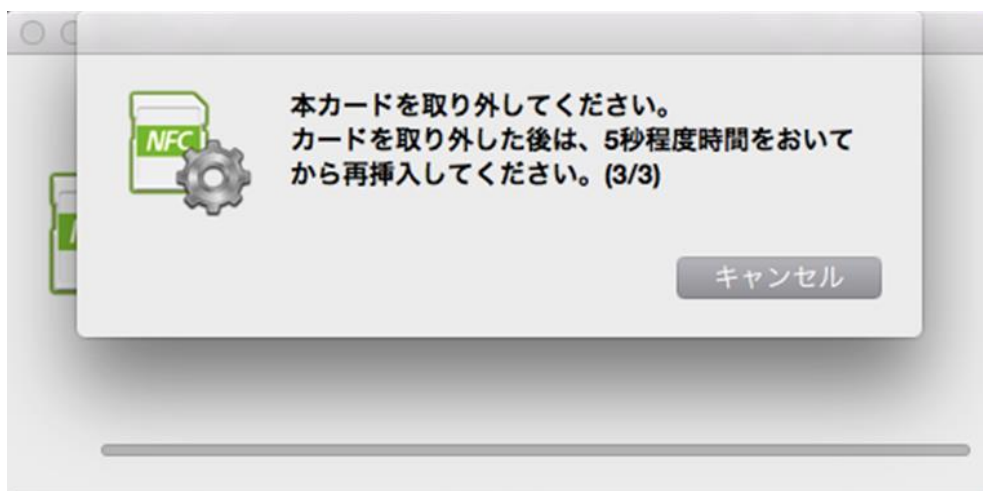 NFC
本カードを取り外してください。
カードを取り外した後は、5秒程度時間をおいて
から再挿入してください。(3/3)
キャンセル